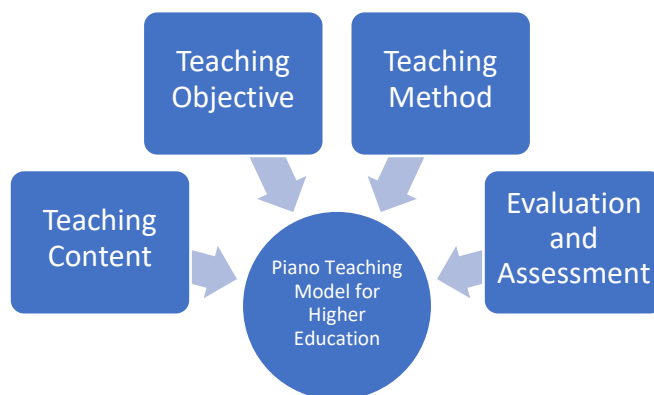 Teaching
Objective
Teaching
Method
Teaching
Content
Evaluation
and
Assessment
Piano Teaching
Model for
Higher
Education